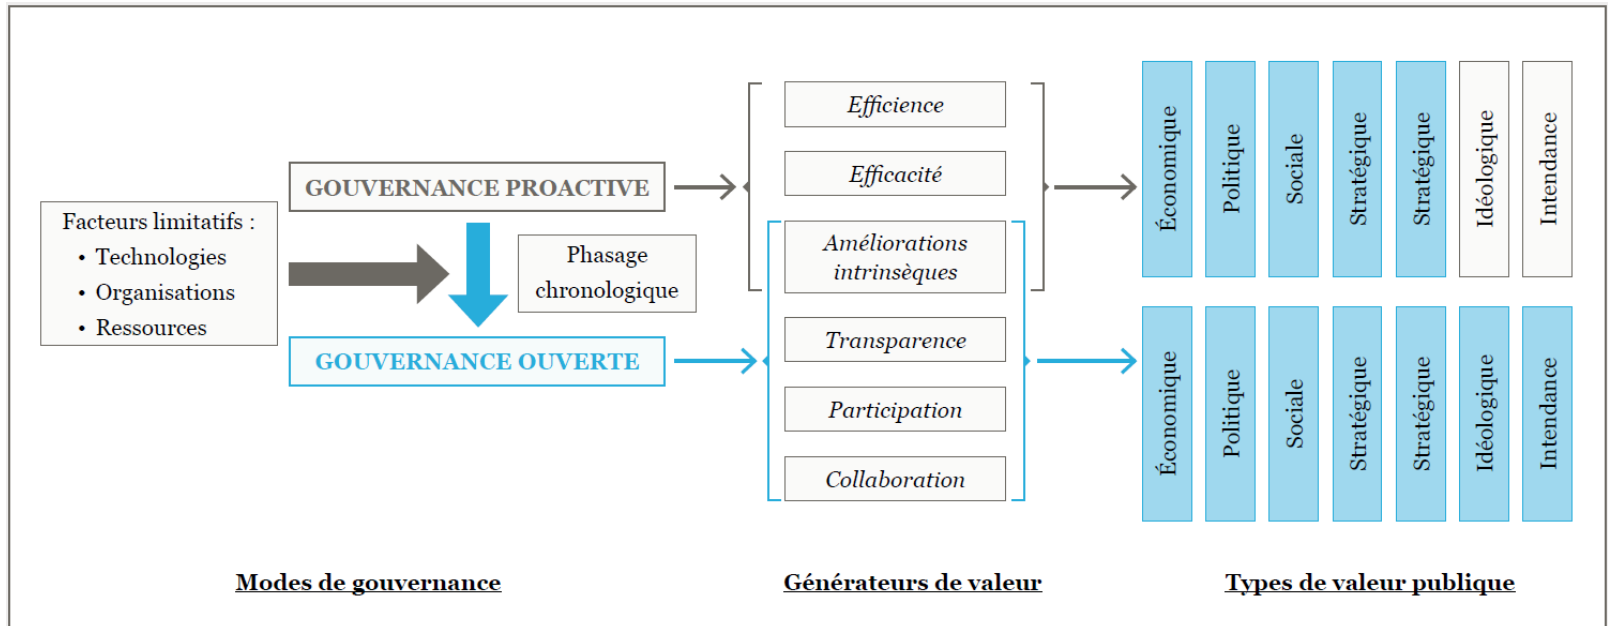 Facteurs limitatifs :
• Technologies
• Organisations
• Ressources
GOUVERNANCE PROACTIVE
Phasage
chronologique
GOUVERNANCE OUVERTE
Efficience
Efficacité
Améliorations
intrinsèques
Transparence
Participation
Collaboration
Économique
Politique
Sociale
Stratégique
Stratégique
Idéologique
Intendance
Économique
Politique
Sociale
Stratégique
Stratégique
Idéologique
Intendance
Modes de gouvernance
Générateurs de valeur
Types de valeur publique